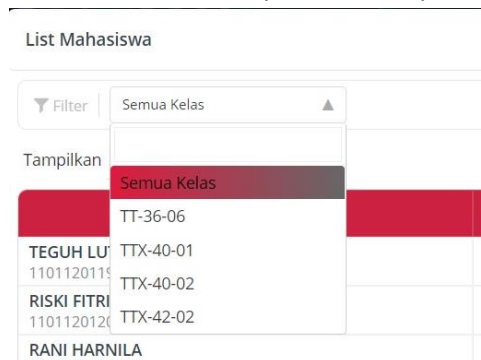 List Mahasiswa
Filter
Semua Kelas
Tampilkan
Semua Kelas
TT-36-06
TTX-40-01
TTX-40-02
TTX-42-02
TEGUH LU
110112011
RISKI FITRI
110112012
RANI HARNILA